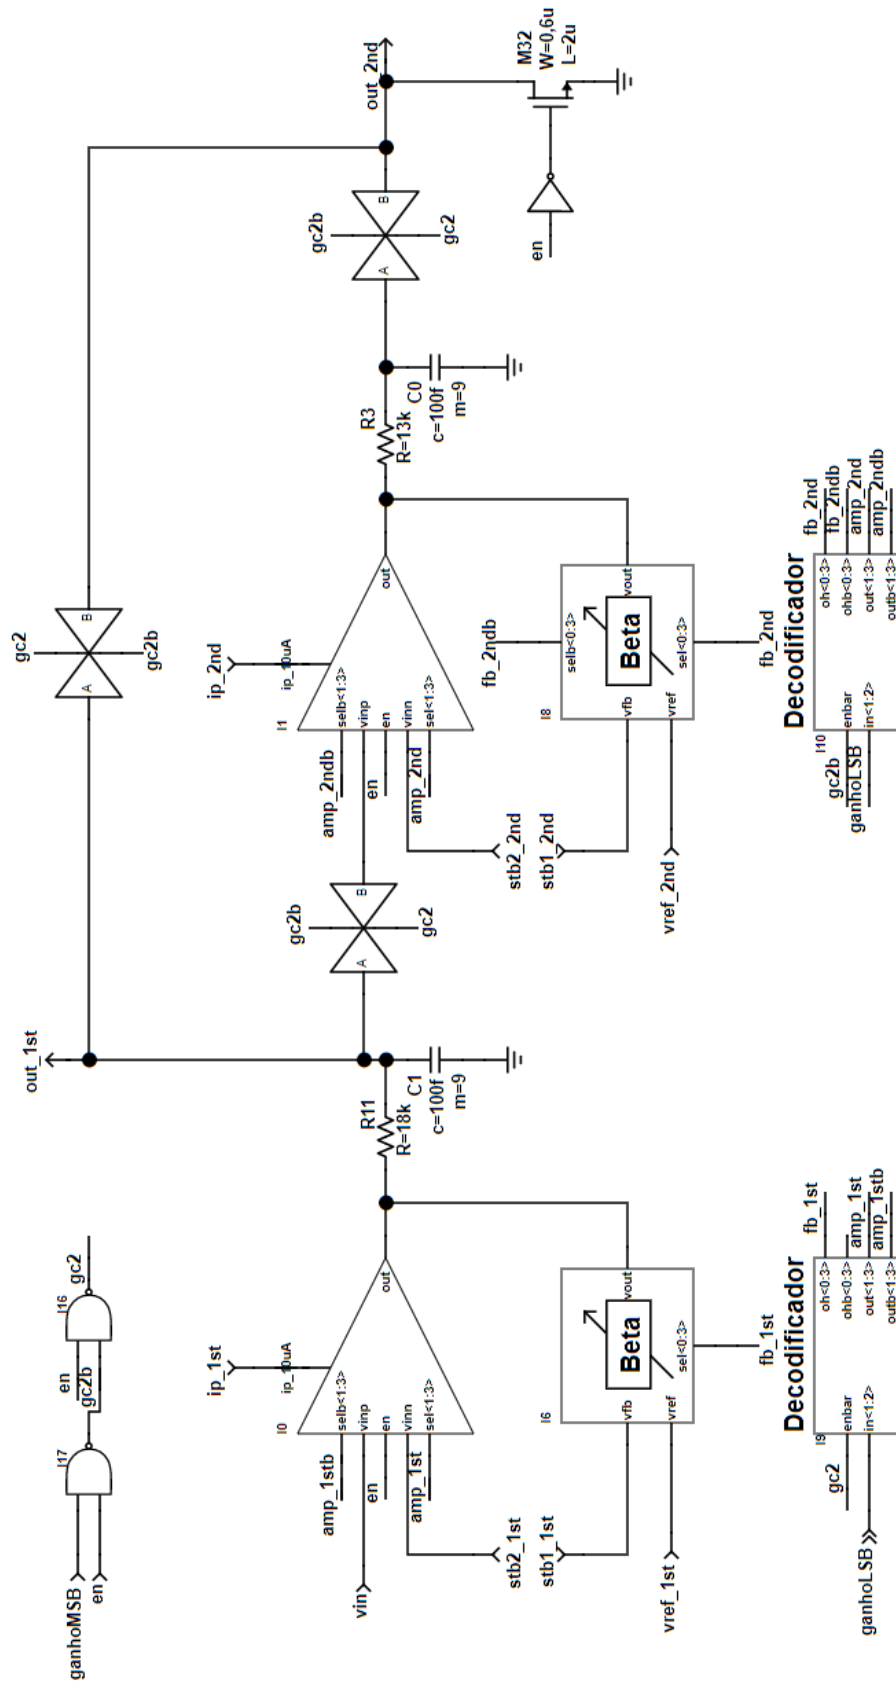 ganhoMSB
en
I17
en
gc2b
I16
gc2
out_1st
gc2
A
B
gc2b
ip_1st
ip_10uA
I0
amp_1stb
selb<1:3>
vin
vinp
en
en
vinn
amp_1st
sel<1:3>
out
stb2_1st
stb1_1st
R11
R=18k
C1
c=100f
m=9
gc2b
A
B
gc2
ip_2nd
ip_10uA
I1
amp_2ndb
selb<1:3>
vinp
en
en
vinn
amp_2nd
sel<1:3>
out
stb2_2nd
stb1_2nd
R3
R=13k
C0
c=100f
m=9
gc2b
A
B
gc2
out_2nd
en
M32
W=0,6u
L=2u
I6
vfb
vref
vout
Beta
sel<0:3>
vref_1st
fb_1st
I8
fb_2ndb
selb<0:3>
vfb
vref
vout
Beta
sel<0:3>
vref_2nd
fb_2nd
Decodificador
I9
gc2
enbar
ganhoLSB
in<1:2>
oh<0:3>
ohb<0:3>
out<1:3>
outb<1:3>
fb_1st
amp_1st
amp_1stb
Decodificador
I10
gc2b
enbar
ganhoLSB
in<1:2>
oh<0:3>
ohb<0:3>
out<1:3>
outb<1:3>
fb_2nd
fb_2ndb
amp_2nd
amp_2ndb